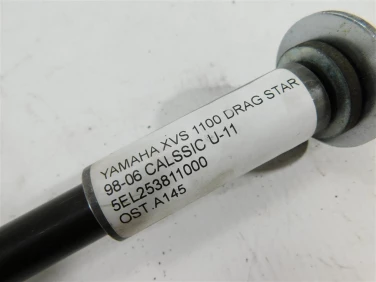 YAMAHA XVS 1100 DRAG STAR
98-06 CALSSIC U-11
5EL253811000
OST.A145